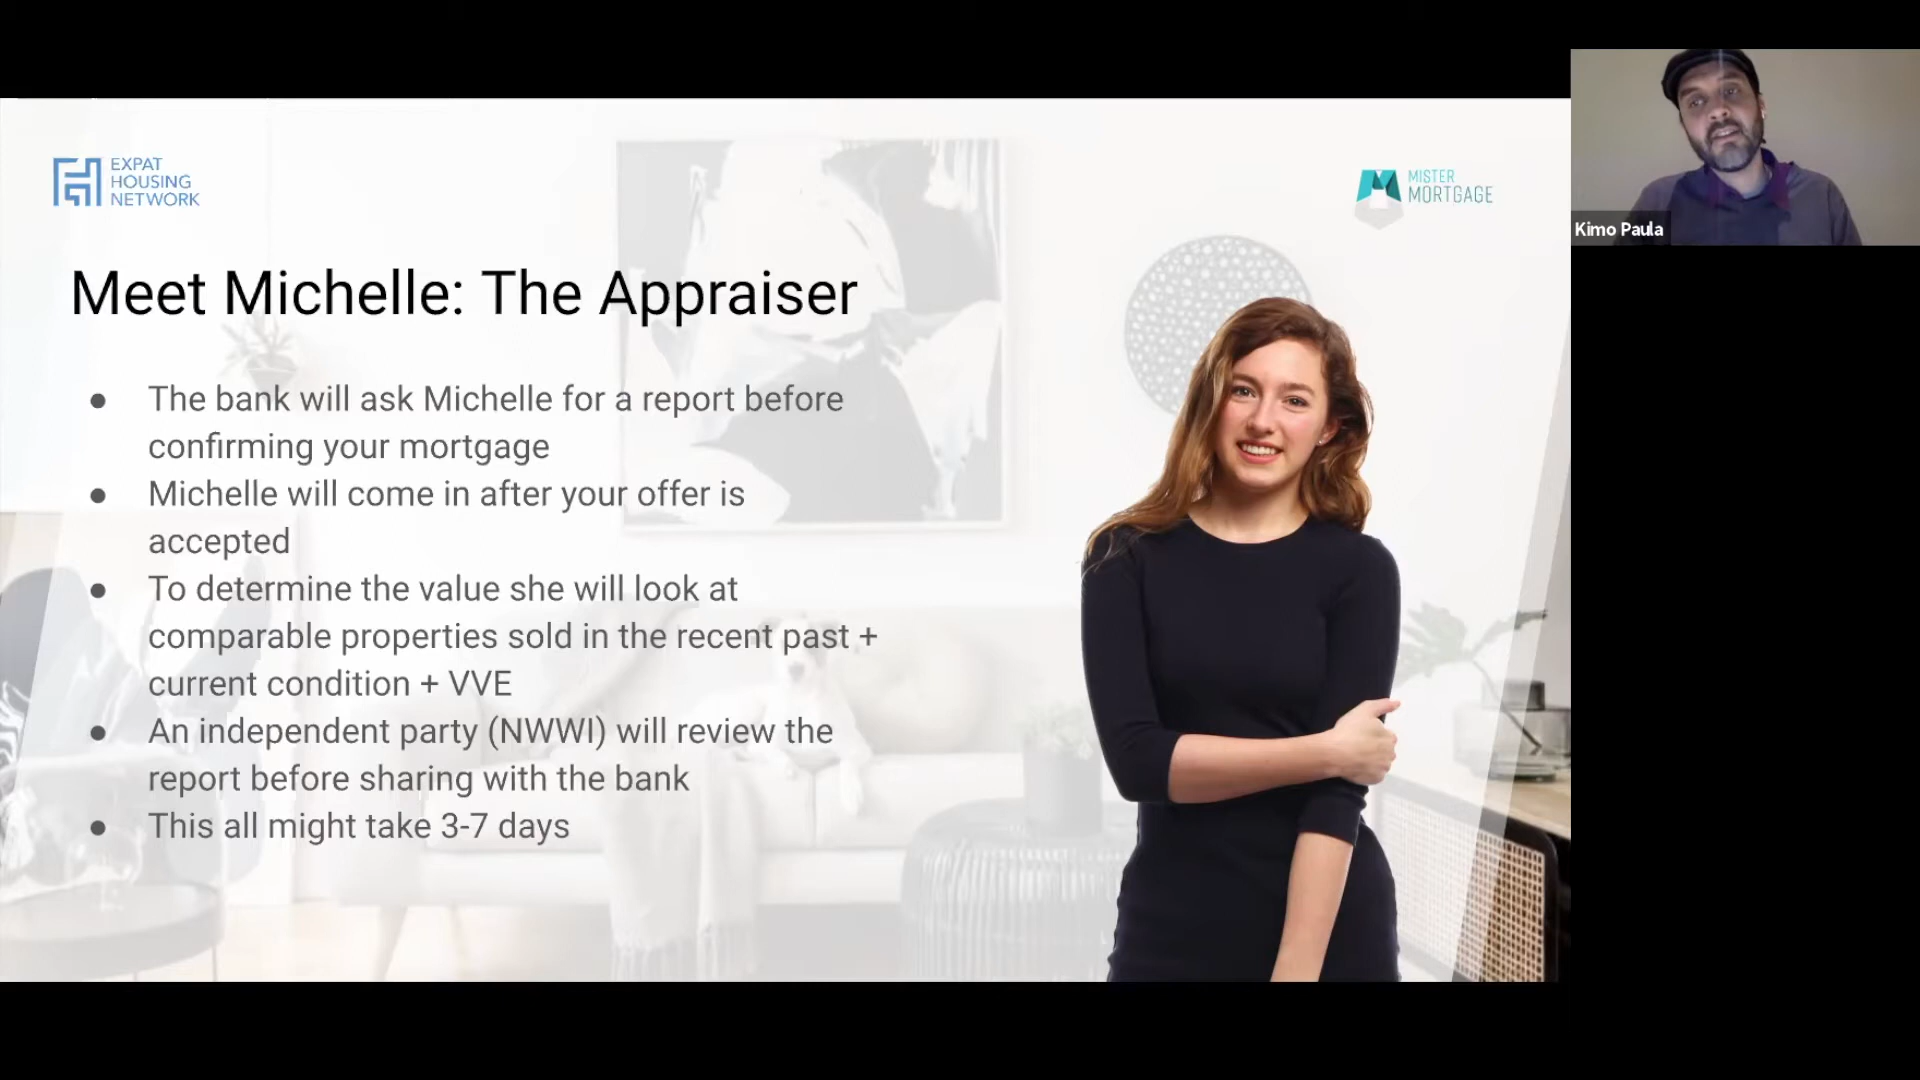 EXPAT
HOUSING
NETWORK
MISTER
MORTGAGE
Kimo Paula
Meet Michelle: The Appraiser
● The bank will ask Michelle for a report before
confirming your mortgage
● Michelle will come in after your offer is
accepted
● To determine the value she will look at
comparable properties sold in the recent past +
current condition + VVE
● An independent party (NWWI) will review the
report before sharing with the bank
● This all might take 3-7 days